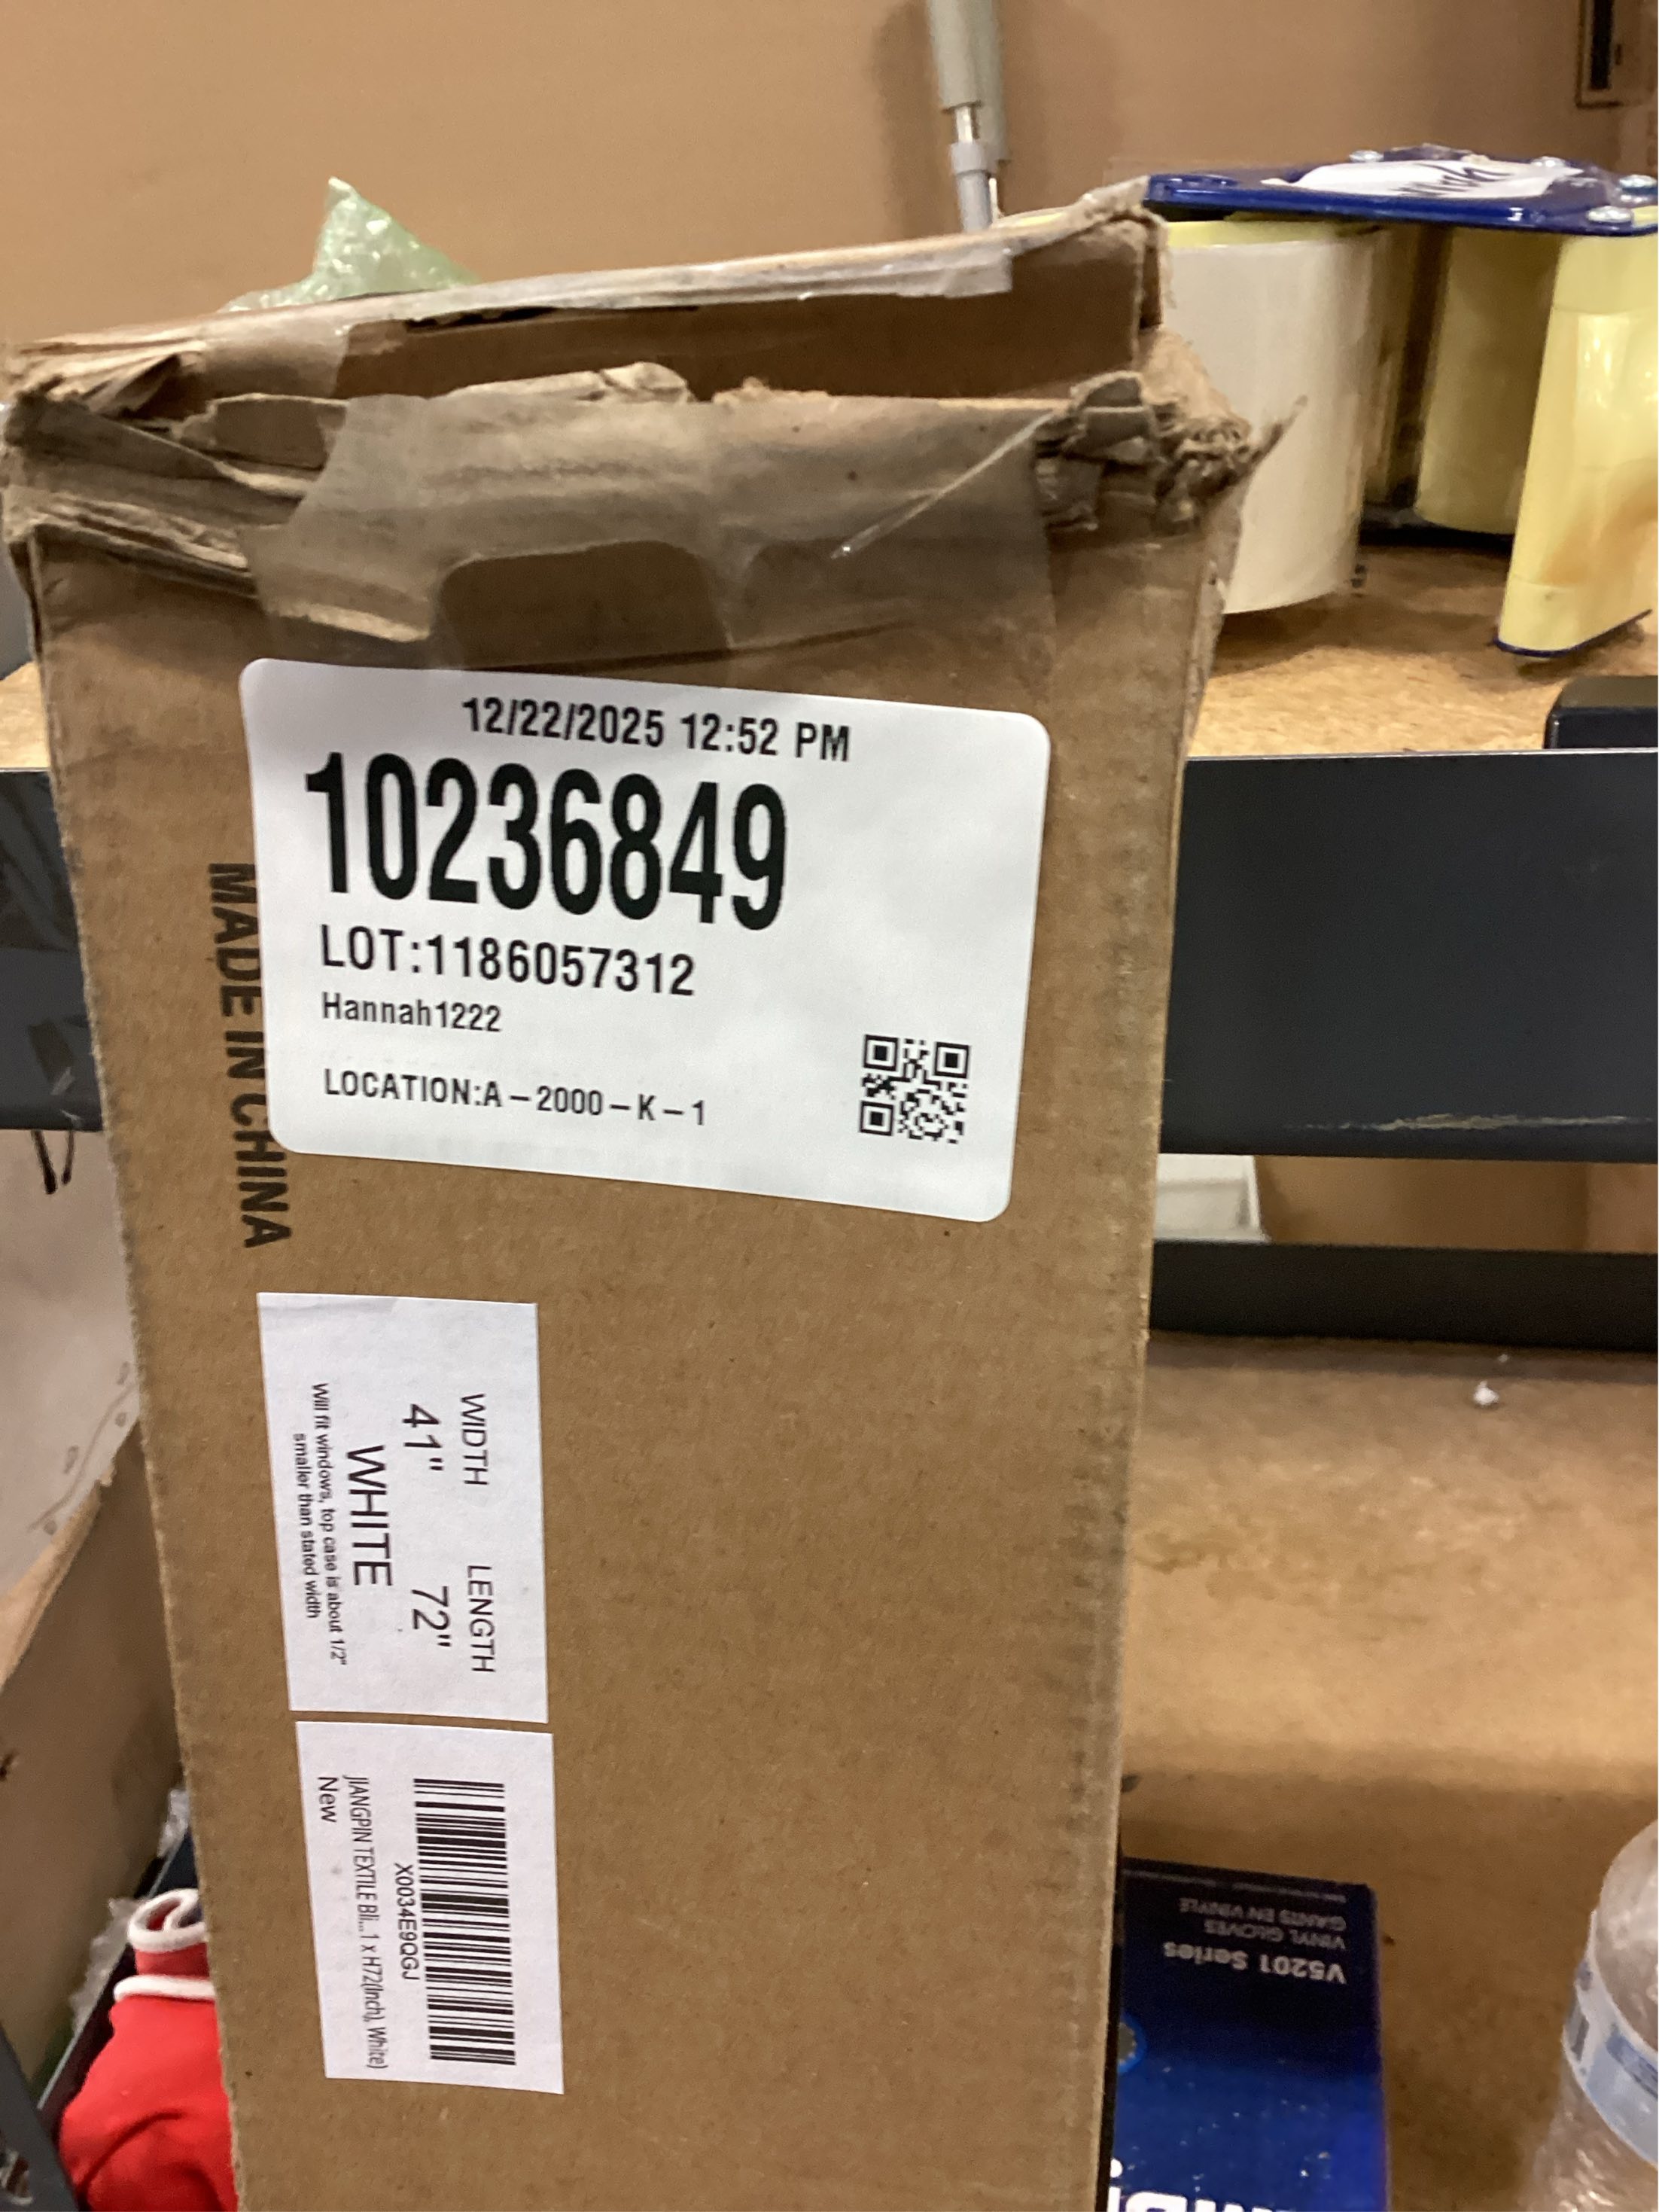 12/22/2025 12:52 PM
10236849
LOT:1186057312
Hannah1222
LOCATION:A-2000-K-1
MADE IN CHINA
WIDTH LENGTH
41" 72"
WHITE
Will fit windows, top case is about 1/2"
smaller than stated width
X0034E9QGJ
JIANGPIN TEXTILE Bli... 1 x H72(Inch), White)
New
V5201 Series
VINYL GLOVES
GANTS EN VINYLE